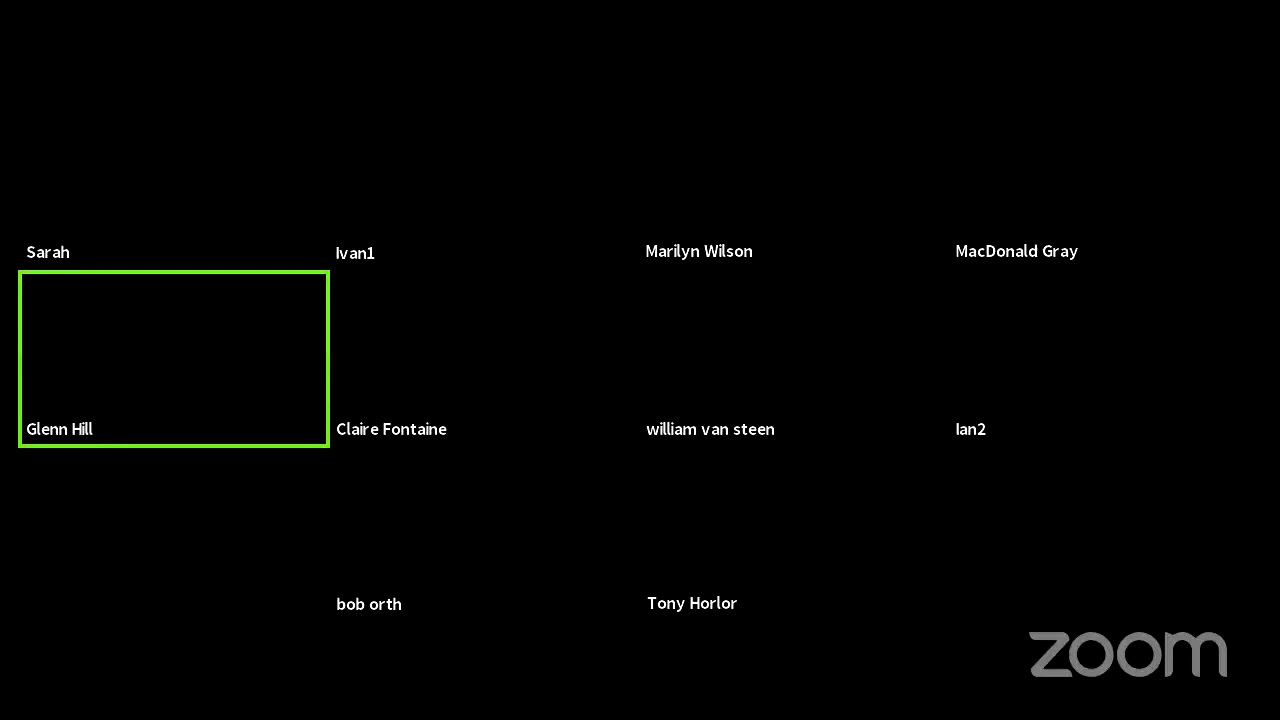 Sarah
Ivan1
Marilyn Wilson
MacDonald Gray
Glenn Hill
Claire Fontaine
william van steen
Ian2
bob orth
Tony Horlor
zoom